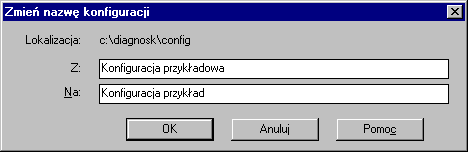 Zmień nazwę konfiguracji
Lokalizacja: c:\diagnosk\config
Z: Konfiguracja przykładowa
Na: Konfiguracja przykład
OK Anuluj Pomoc